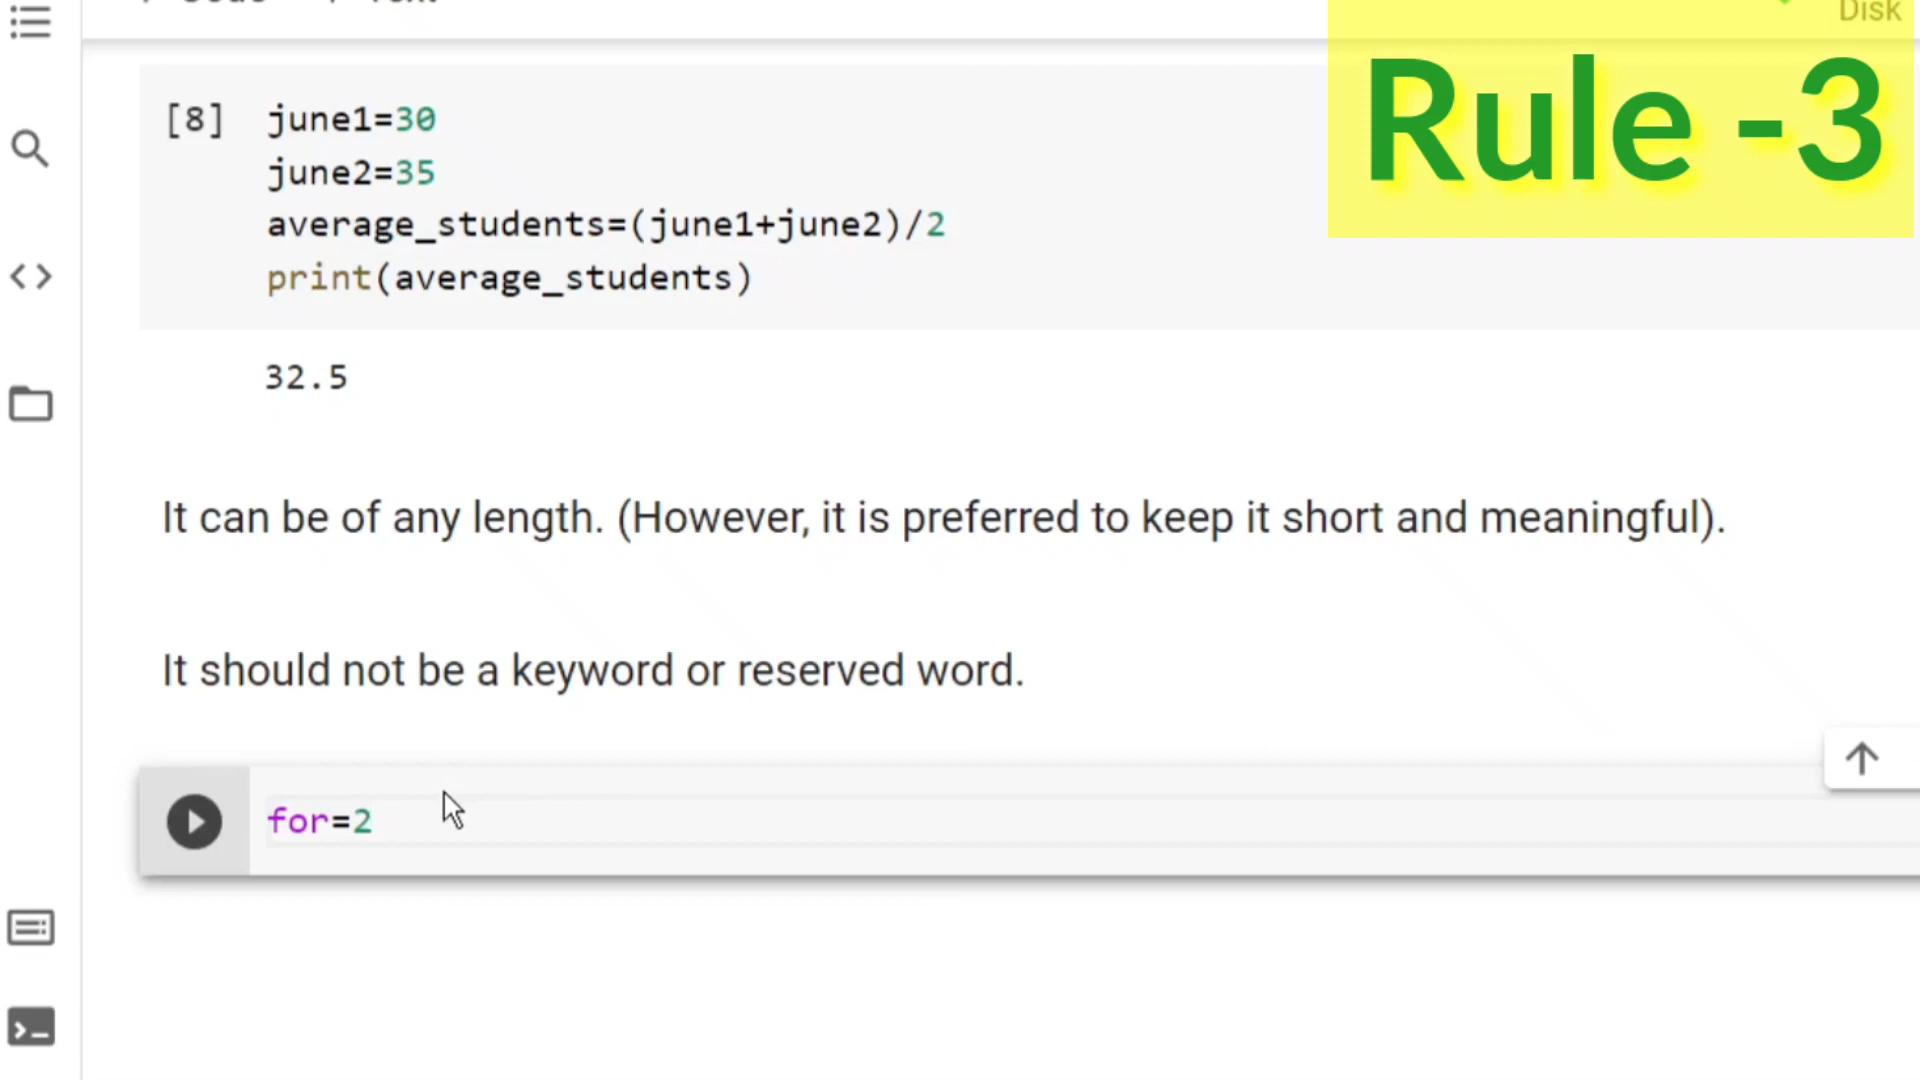 Disk
Rule -3
[8] june1=30
june2=35
average_students=(june1+june2)/2
print(average_students)
32.5
It can be of any length. (However, it is preferred to keep it short and meaningful).
It should not be a keyword or reserved word.
for=2